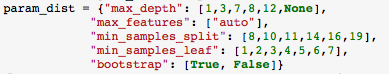 param_dist = {"max_depth": [1,3,7,8,12,None],
"max_features": ["auto"],
"min_samples_split": [8,10,11,14,16,19],
"min_samples_leaf": [1,2,3,4,5,6,7],
"bootstrap": [True, False]}